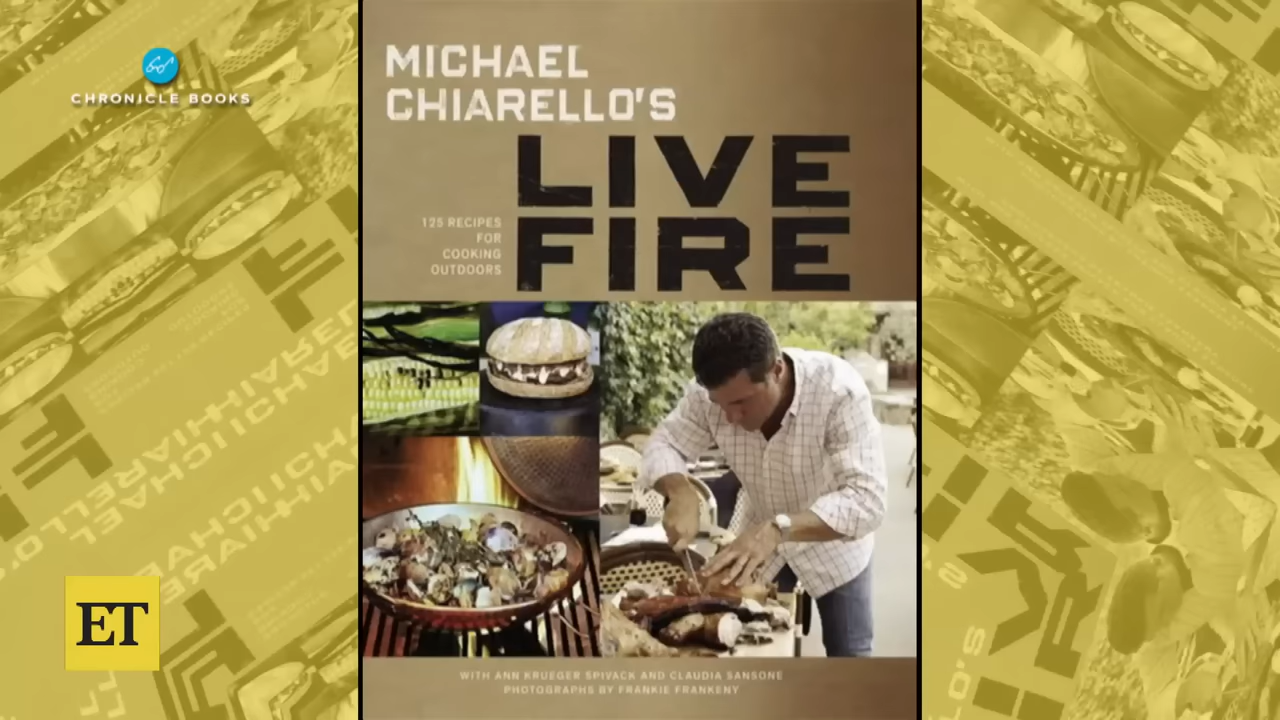 CHRONICLE BOOKS
MICHAEL
CHIARELLO'S
LIVE
FIRE
125 RECIPES
FOR
COOKING
OUTDOORS
WITH ANN KRUEGER SPIVACK AND CLAUDIA SANSONE
PHOTOGRAPHS BY FRANKIE FRANKENY
ET